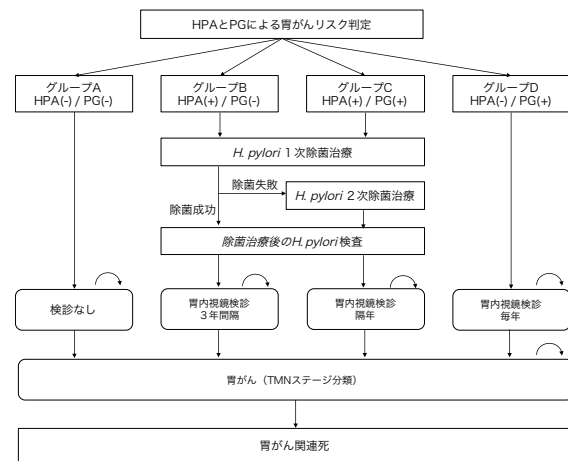 HPAとPGによる胃がんリスク判定
グループA
HPA(-) / PG(-)
グループB
HPA(+) / PG(-)
グループC
HPA(+) / PG(+)
グループD
HPA(-) / PG(+)
H. pylori 1次除菌治療
除菌失敗
H. pylori 2次除菌治療
除菌成功
除菌治療後のH.pylori検査
検診なし
胃内視鏡検診
3年間隔
胃内視鏡検診
隔年
胃内視鏡検診
毎年
胃がん（TMNステージ分類）
胃がん関連死